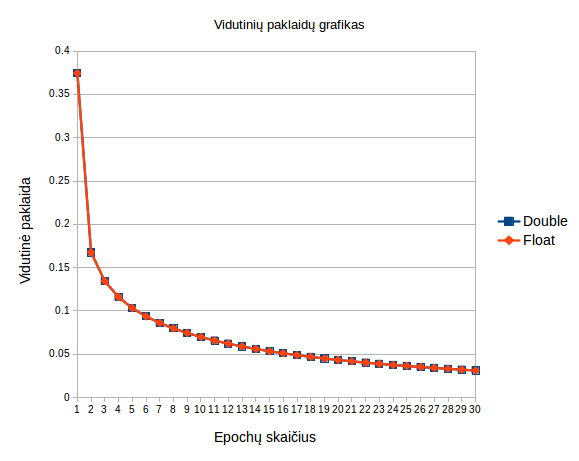 Vidutinių paklaidų grafikas
0.4
0.35
0.3
0.25
0.2
0.15
0.1
0.05
0
Vidutinė paklaida
1 2 3 4 5 6 7 8 9 10 11 12 13 14 15 16 17 18 19 20 21 22 23 24 25 26 27 28 29 30
Epochų skaičius
Double
Float